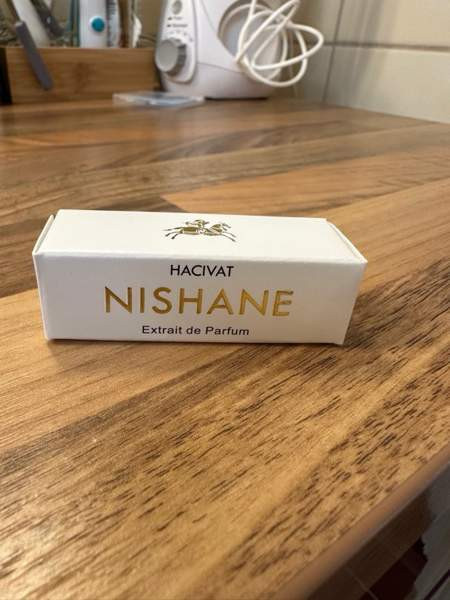 HACIVAT
NISHANE
Extrait de Parfum